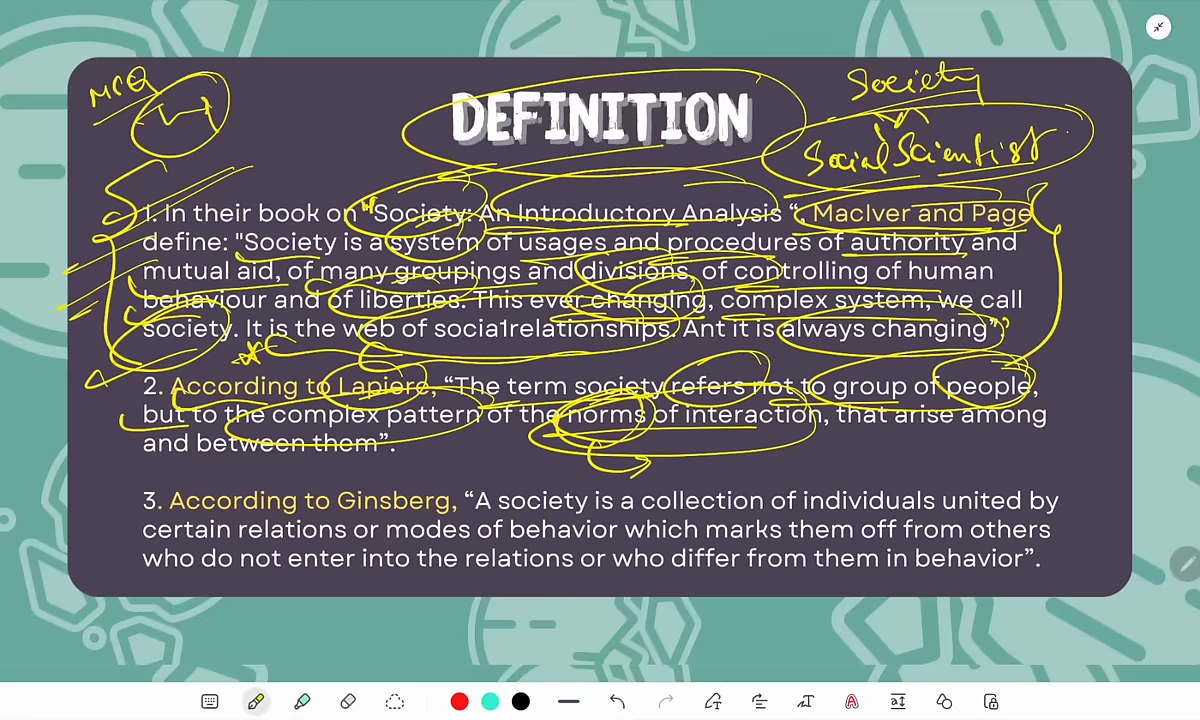 MCQ
Society
DEFINITION
Social Scientist
1. In their book on “Society: An Introductory Analysis “, MacIver and Page
define: "Society is a system of usages and procedures of authority and
mutual aid, of many groupings and divisions, of controlling of human
behaviour and of liberties. This ever changing, complex system, we call
society. It is the web of socia1relationships. Ant it is always changing”
2. According to Lapiere, “The term society refers not to group of people,
but to the complex pattern of the norms of interaction, that arise among
and between them”.
3. According to Ginsberg, “A society is a collection of individuals united by
certain relations or modes of behavior which marks them off from others
who do not enter into the relations or who differ from them in behavior”.